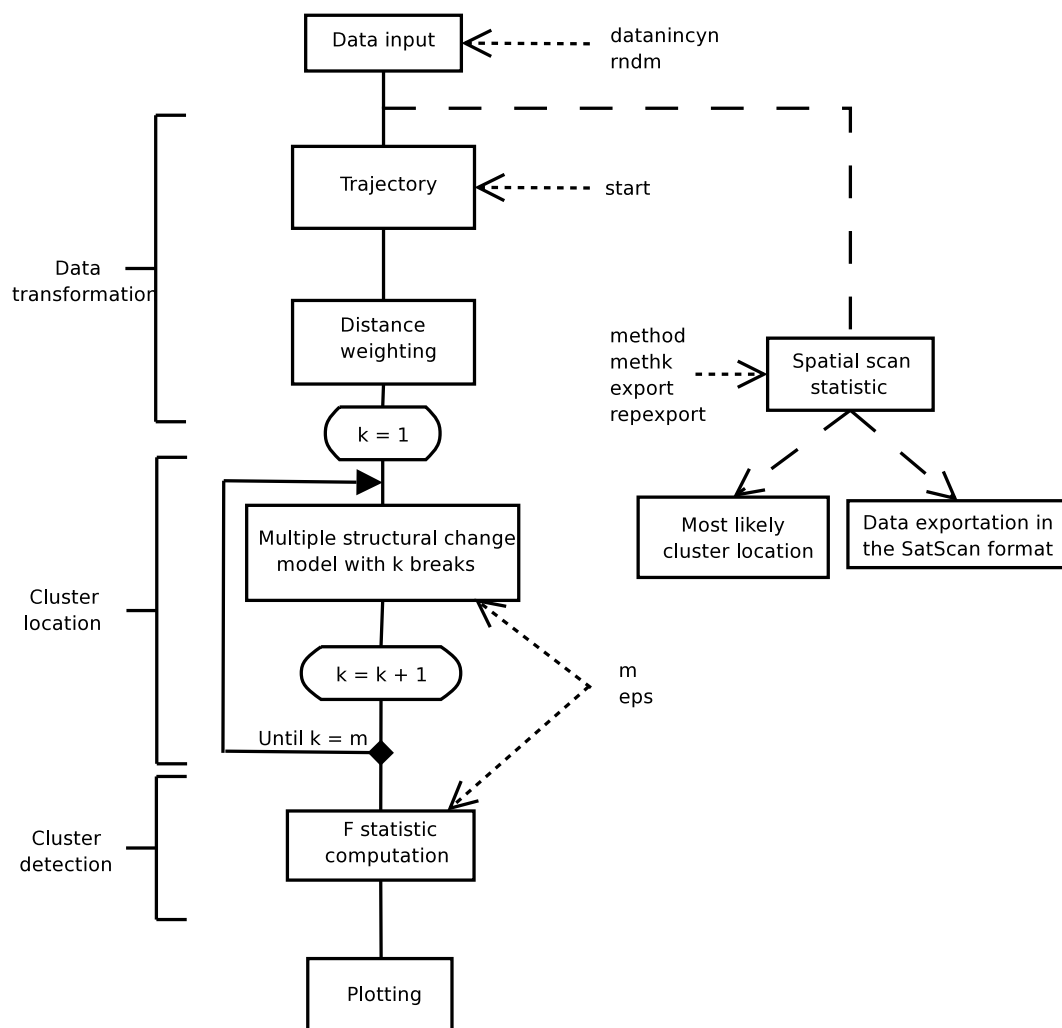 Data input
datanincyn
rndm
Trajectory
start
Data
transformation
Distance
weighting
method
methk
export
repexport
Spatial scan
statistic
k = 1
Most likely
cluster location
Data exportation in
the SatScan format
Multiple structural change
model with k breaks
Cluster
location
k = k + 1
m
eps
Until k = m
F statistic
computation
Cluster
detection
Plotting